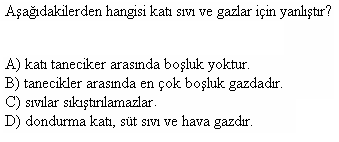 Aşağıdakilerden hangisi katı sıvı ve gazlar için yanlıştır?
A) katı taneciker arasında boşluk yoktur.
B) tanecikler arasında en çok boşluk gazdadır.
C) sıvılar sıkıştırılamazlar.
D) dondurma katı, süt sıvı ve hava gazdır.